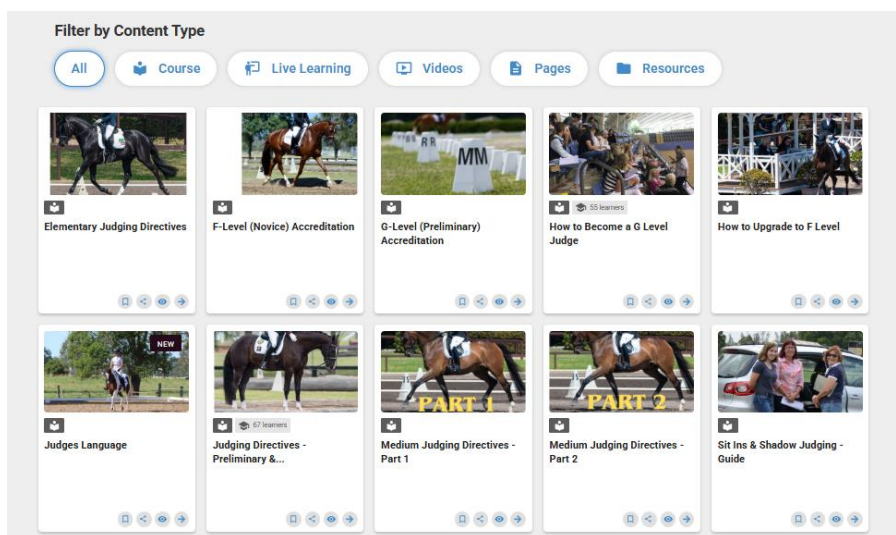 Filter by Content Type
All
Course
Live Learning
Videos
Pages
Resources
RR
MM
55 learners
Elementary Judging Directives
F-Level (Novice) Accreditation
G-Level (Preliminary)
Accreditation
How to Become a G Level
Judge
How to Upgrade to F Level
NEW
PART 1
PART 2
67 learners
Judges Language
Judging Directives -
Preliminary &...
Medium Judging Directives -
Part 1
Medium Judging Directives -
Part 2
Sit Ins & Shadow Judging -
Guide